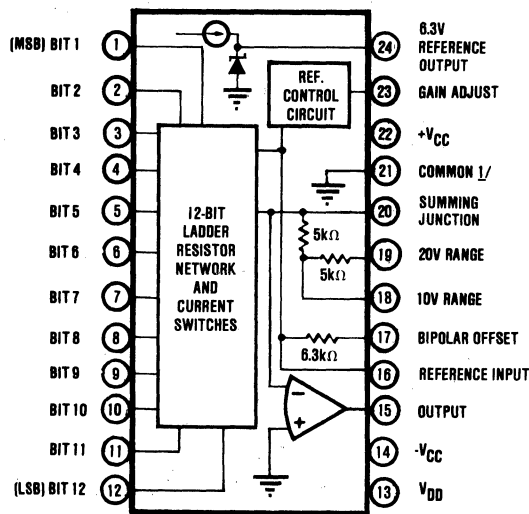 (MSB) BIT 1
1
BIT 2
2
BIT 3
3
BIT 4
4
BIT 5
5
BIT 6
6
BIT 7
7
BIT 8
8
BIT 9
9
BIT 10
10
BIT 11
11
(LSB) BIT 12
12
12-BIT
LADDER
RESISTOR
NETWORK
AND
CURRENT
SWITCHES
REF.
CONTROL
CIRCUIT
5kΩ
5kΩ
6.3kΩ
−
+
24
6.3V
REFERENCE
OUTPUT
23
GAIN ADJUST
22
+VCC
21
COMMON 1/
20
SUMMING
JUNCTION
19
20V RANGE
18
10V RANGE
17
BIPOLAR OFFSET
16
REFERENCE INPUT
15
OUTPUT
14
-VCC
13
VDD